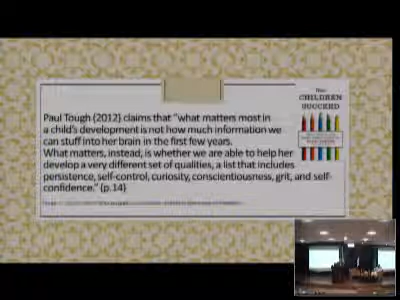 Paul Tough (2012) claims that "what matters most in
a child's development is not how much information we
can stuff into her brain in the first few years.
What matters, instead, is whether we are able to help her
develop a very different set of qualities, a list that includes
persistence, self-control, curiosity, conscientiousness, grit, and self-
confidence." (p.14)
CHILDREN
SUCCEED